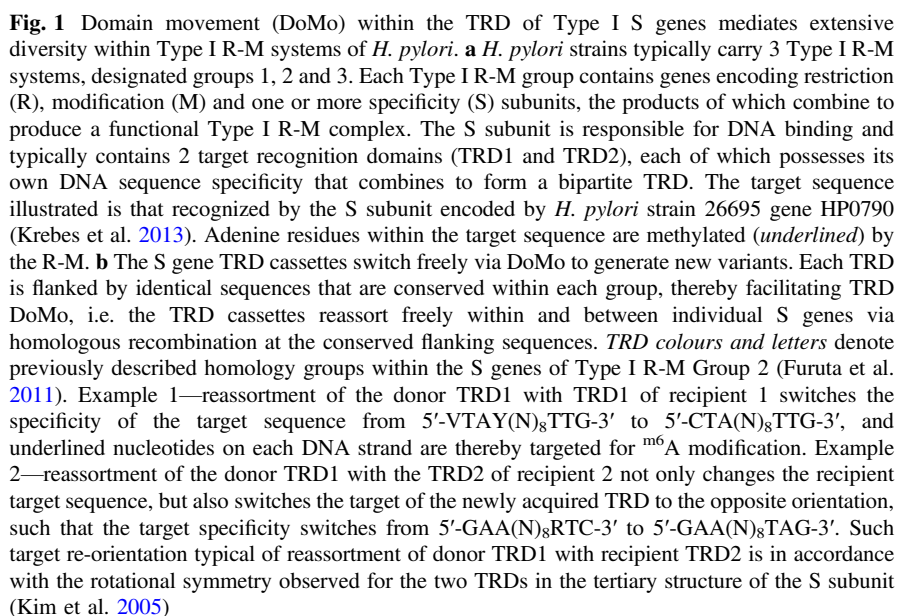 Fig. 1 Domain movement (DoMo) within the TRD of Type I S genes mediates extensive
diversity within Type I R-M systems of H. pylori. a H. pylori strains typically carry 3 Type I R-M
systems, designated groups 1, 2 and 3. Each Type I R-M group contains genes encoding restriction
(R), modification (M) and one or more specificity (S) subunits, the products of which combine to
produce a functional Type I R-M complex. The S subunit is responsible for DNA binding and
typically contains 2 target recognition domains (TRD1 and TRD2), each of which possesses its
own DNA sequence specificity that combines to form a bipartite TRD. The target sequence
illustrated is that recognized by the S subunit encoded by H. pylori strain 26695 gene HP0790
(Krebes et al. 2013). Adenine residues within the target sequence are methylated (underlined) by
the R-M. b The S gene TRD cassettes switch freely via DoMo to generate new variants. Each TRD
is flanked by identical sequences that are conserved within each group, thereby facilitating TRD
DoMo, i.e. the TRD cassettes reassort freely within and between individual S genes via
homologous recombination at the conserved flanking sequences. TRD colours and letters denote
previously described homology groups within the S genes of Type I R-M Group 2 (Furuta et al.
2011). Example 1—reassortment of the donor TRD1 with TRD1 of recipient 1 switches the
specificity of the target sequence from 5′-VTAY(N)₈TTG-3′ to 5′-CTA(N)₈TTG-3′, and
underlined nucleotides on each DNA strand are thereby targeted for ᵐ⁶A modification. Example
2—reassortment of the donor TRD1 with the TRD2 of recipient 2 not only changes the recipient
target sequence, but also switches the target of the newly acquired TRD to the opposite orientation,
such that the target specificity switches from 5′-GAA(N)₈RTC-3′ to 5′-GAA(N)₈TAG-3′. Such
target re-orientation typical of reassortment of donor TRD1 with recipient TRD2 is in accordance
with the rotational symmetry observed for the two TRDs in the tertiary structure of the S subunit
(Kim et al. 2005)